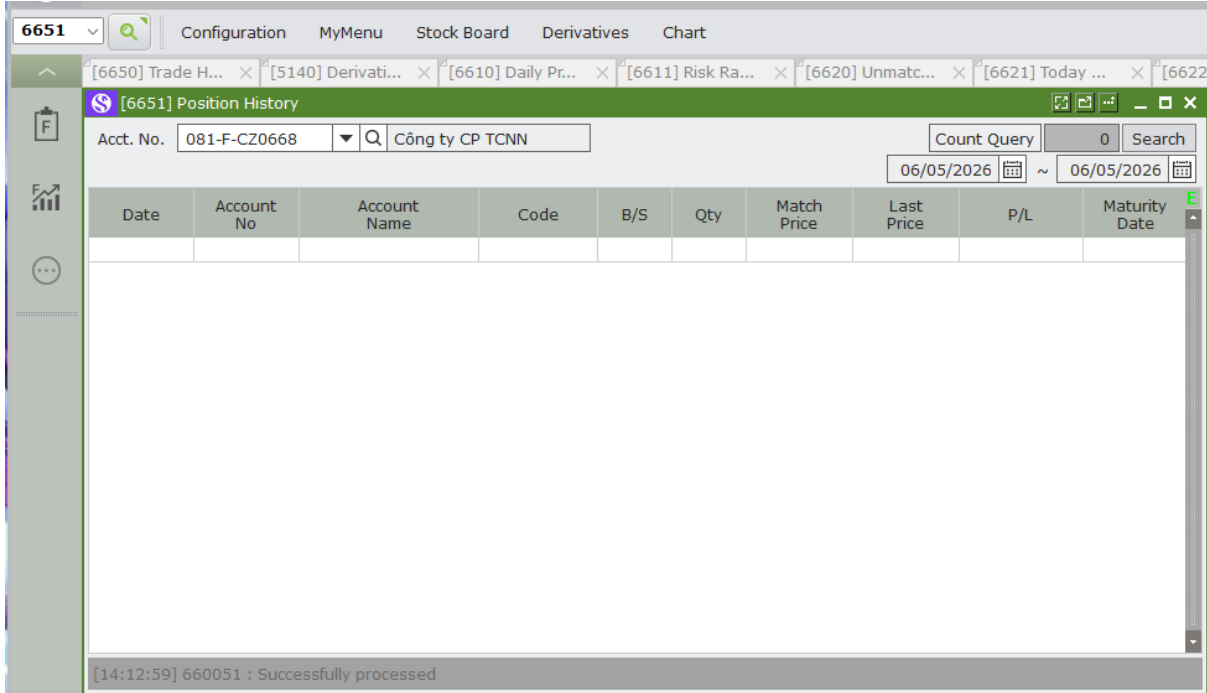 6651 Configuration MyMenu Stock Board Derivatives Chart
[6650] Trade H... [5140] Derivati... [6610] Daily Pr... [6611] Risk Ra... [6620] Unmatc... [6621] Today ... [6622
[6651] Position History
F
Acct. No. 081-F-CZ0668 Công ty CP TCNN Count Query 0 Search
06/05/2026 ~ 06/05/2026
F
E
Date Account No Account Name Code B/S Qty Match Price Last Price P/L Maturity Date
[14:12:59] 660051 : Successfully processed